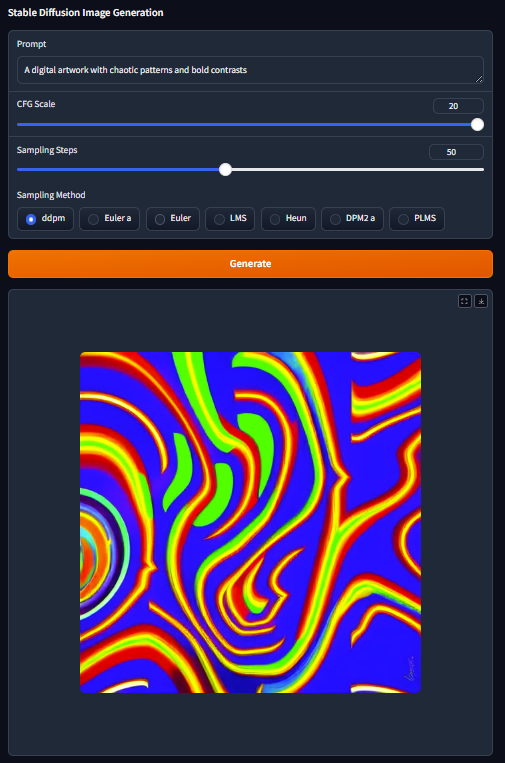 Stable Diffusion Image Generation
Prompt
A digital artwork with chaotic patterns and bold contrasts
CFG Scale
20
Sampling Steps
50
Sampling Method
ddpm
Euler a
Euler
LMS
Heun
DPM2 a
PLMS
Generate